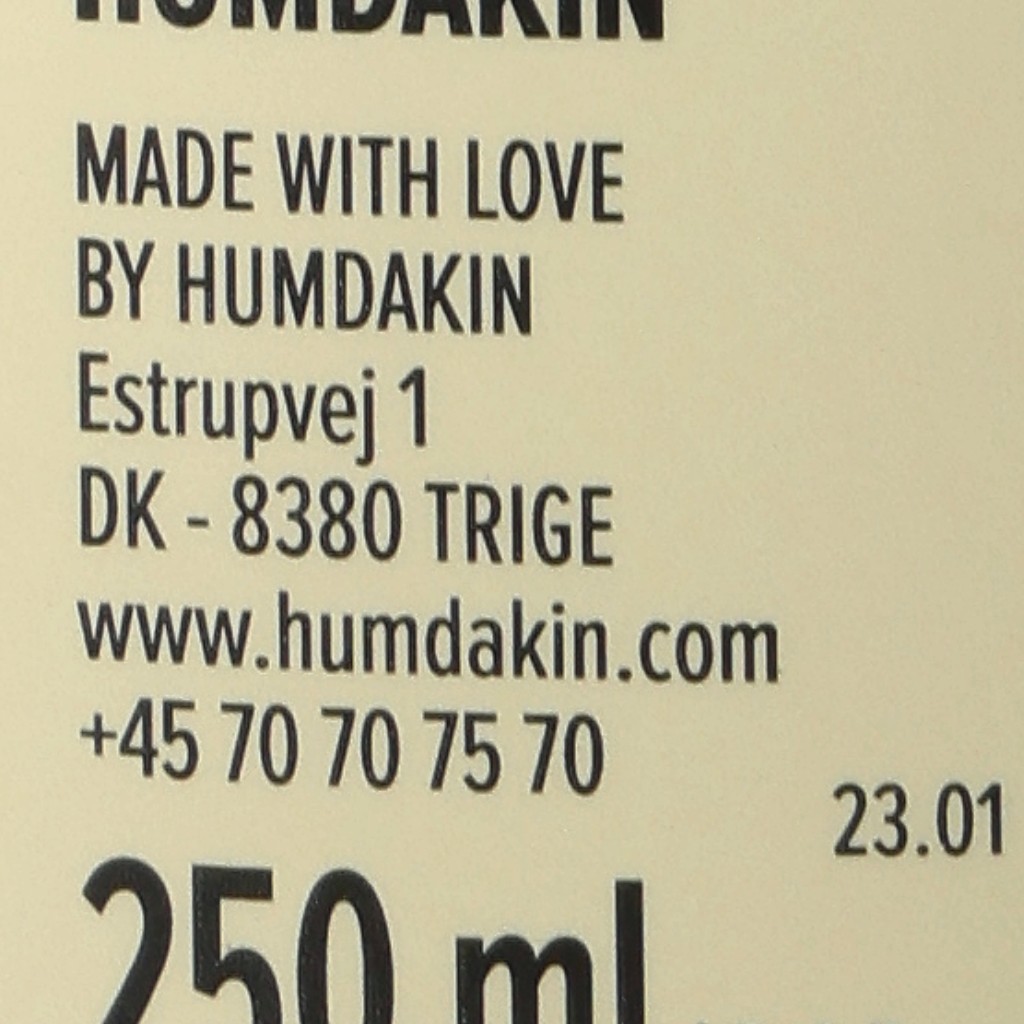 HUMDAKIN
MADE WITH LOVE
BY HUMDAKIN
Estrupvej 1
DK - 8380 TRIGE
www.humdakin.com
+45 70 70 75 70
23.01
250 ml